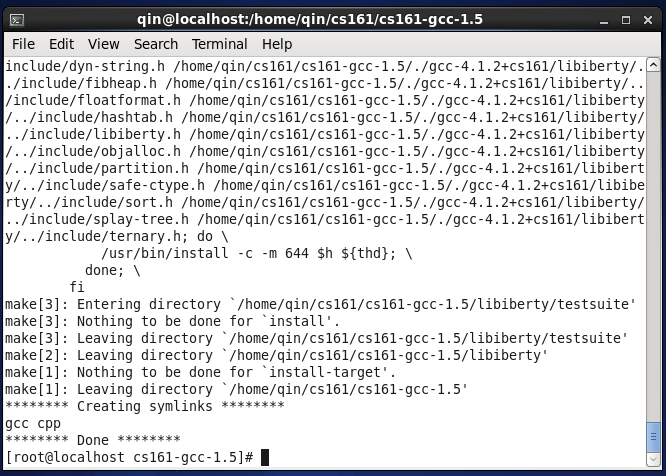 qin@localhost:/home/qin/cs161/cs161-gcc-1.5
File Edit View Search Terminal Help
include/dyn-string.h /home/qin/cs161/cs161-gcc-1.5/./gcc-4.1.2+cs161/libiberty/.
./include/fibheap.h /home/qin/cs161/cs161-gcc-1.5/./gcc-4.1.2+cs161/libiberty/..
/include/floatformat.h /home/qin/cs161/cs161-gcc-1.5/./gcc-4.1.2+cs161/libiberty
/../include/hashtab.h /home/qin/cs161/cs161-gcc-1.5/./gcc-4.1.2+cs161/libiberty/
../include/libiberty.h /home/qin/cs161/cs161-gcc-1.5/./gcc-4.1.2+cs161/libiberty
/../include/objalloc.h /home/qin/cs161/cs161-gcc-1.5/./gcc-4.1.2+cs161/libiberty
/../include/partition.h /home/qin/cs161/cs161-gcc-1.5/./gcc-4.1.2+cs161/libibert
y/../include/safe-ctype.h /home/qin/cs161/cs161-gcc-1.5/./gcc-4.1.2+cs161/libibe
rty/../include/sort.h /home/qin/cs161/cs161-gcc-1.5/./gcc-4.1.2+cs161/libiberty/
../include/splay-tree.h /home/qin/cs161/cs161-gcc-1.5/./gcc-4.1.2+cs161/libibert
y/../include/ternary.h; do \
/usr/bin/install -c -m 644 $h ${thd}; \
done; \
fi
make[3]: Entering directory `/home/qin/cs161/cs161-gcc-1.5/libiberty/testsuite'
make[3]: Nothing to be done for `install'.
make[3]: Leaving directory `/home/qin/cs161/cs161-gcc-1.5/libiberty/testsuite'
make[2]: Leaving directory `/home/qin/cs161/cs161-gcc-1.5/libiberty'
make[1]: Nothing to be done for `install-target'.
make[1]: Leaving directory `/home/qin/cs161/cs161-gcc-1.5'
******** Creating symlinks ********
gcc cpp
******** Done ********
[root@localhost cs161-gcc-1.5]#